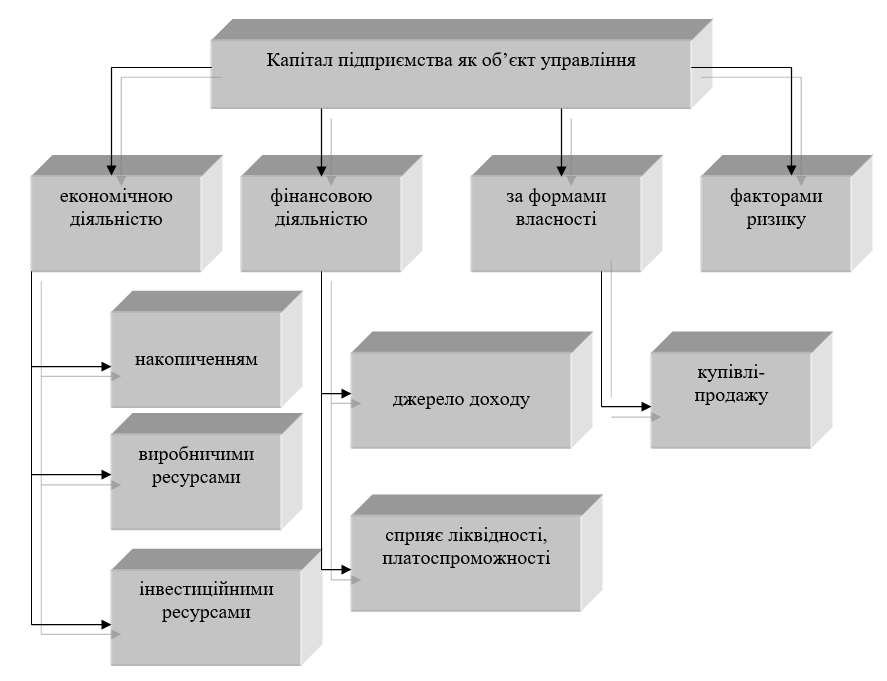 Капітал підприємства як об’єкт управління
економічною
діяльністю
фінансовою
діяльністю
за формами
власності
факторами
ризику
накопиченням
виробничими
ресурсами
інвестиційними
ресурсами
джерело доходу
сприяє ліквідності,
платоспроможності
купівлі-
продажу